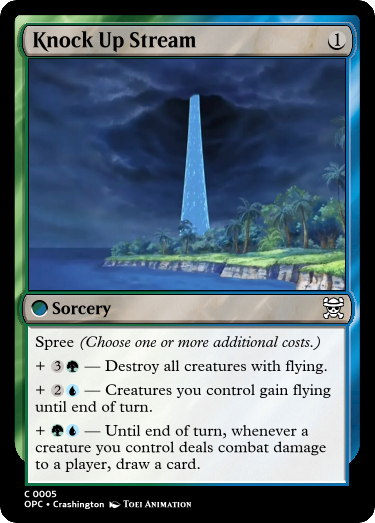 Knock Up Stream 1
Sorcery
Spree (Choose one or more additional costs.)
+ 3 — Destroy all creatures with flying.
+ 2 — Creatures you control gain flying
until end of turn.
+ — Until end of turn, whenever a
creature you control deals combat damage
to a player, draw a card.
C 0005
OPC • Crashington TOEI ANIMATION